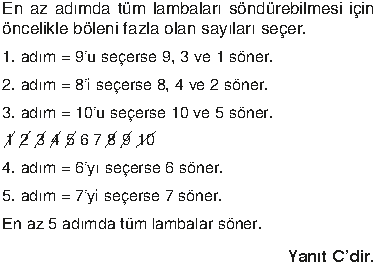 En az adımda tüm lambaları söndürebilmesi için
öncelikle böleni fazla olan sayıları seçer.
1. adım = 9'u seçerse 9, 3 ve 1 söner.
2. adım = 8'i seçerse 8, 4 ve 2 söner.
3. adım = 10'u seçerse 10 ve 5 söner.
1 2 3 4 5 6 7 8 9 10
4. adım = 6'yı seçerse 6 söner.
5. adım = 7'yi seçerse 7 söner.
En az 5 adımda tüm lambalar söner.
Yanıt C'dir.